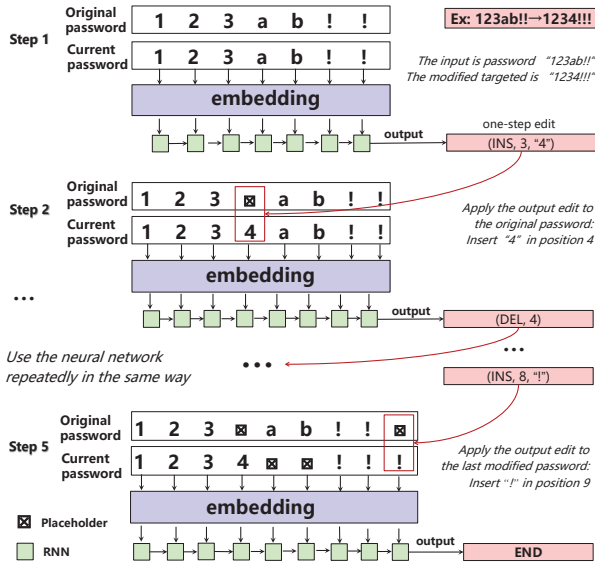 Original password 1 2 3 a b ! !
Step 1
Current password 1 2 3 a b ! !
Ex: 123ab!!→1234!!!
The input is password “123ab!!”
The modified targeted is “1234!!!”
embedding
output
one-step edit
(INS, 3, “4”)
Original password 1 2 3 ⊠ a b ! !
Step 2
Current password 1 2 3 4 a b ! !
Apply the output edit to
the original password:
Insert “4” in position 4
embedding
...
output
(DEL, 4)
...
Use the neural network
repeatedly in the same way
...
(INS, 8, “!”)
Original password 1 2 3 ⊠ a b ! ! ⊠
Step 5
Current password 1 2 3 4 ⊠ ⊠ ! ! !
Apply the output edit to
the last modified password:
Insert “!” in position 9
embedding
⊠ Placeholder
RNN
output
END